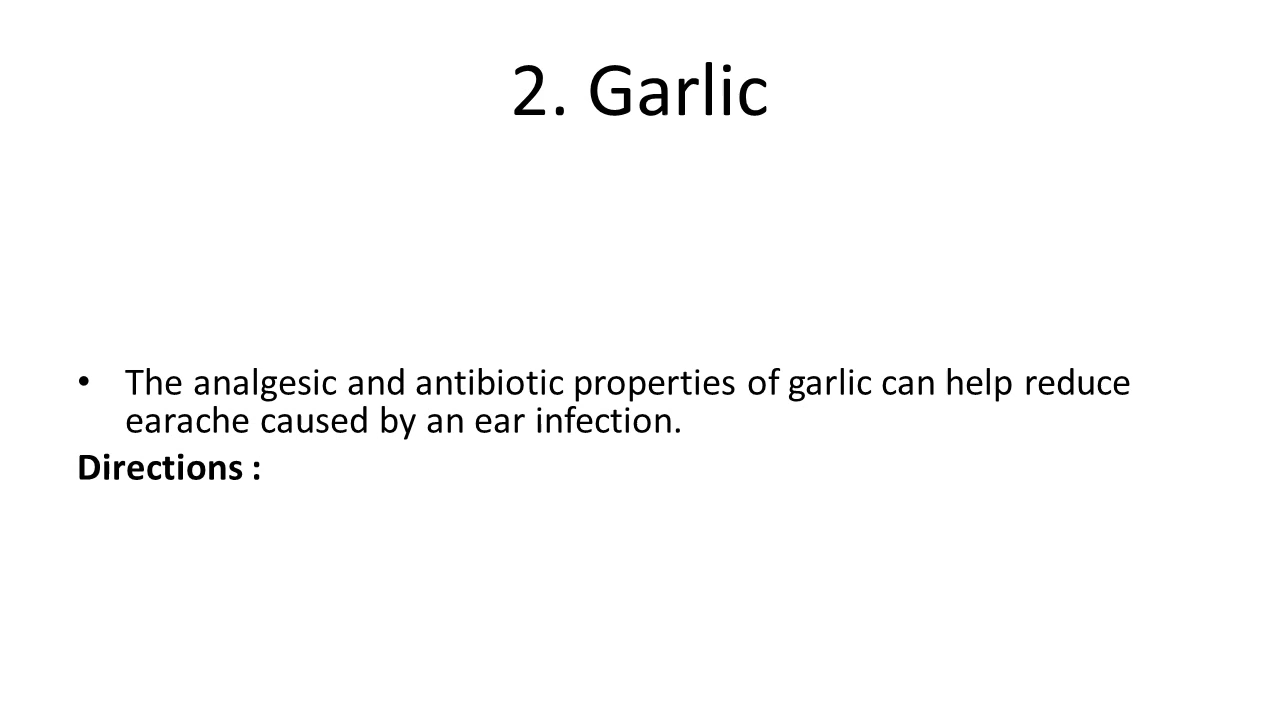 2. Garlic
• The analgesic and antibiotic properties of garlic can help reduce
earache caused by an ear infection.
Directions :